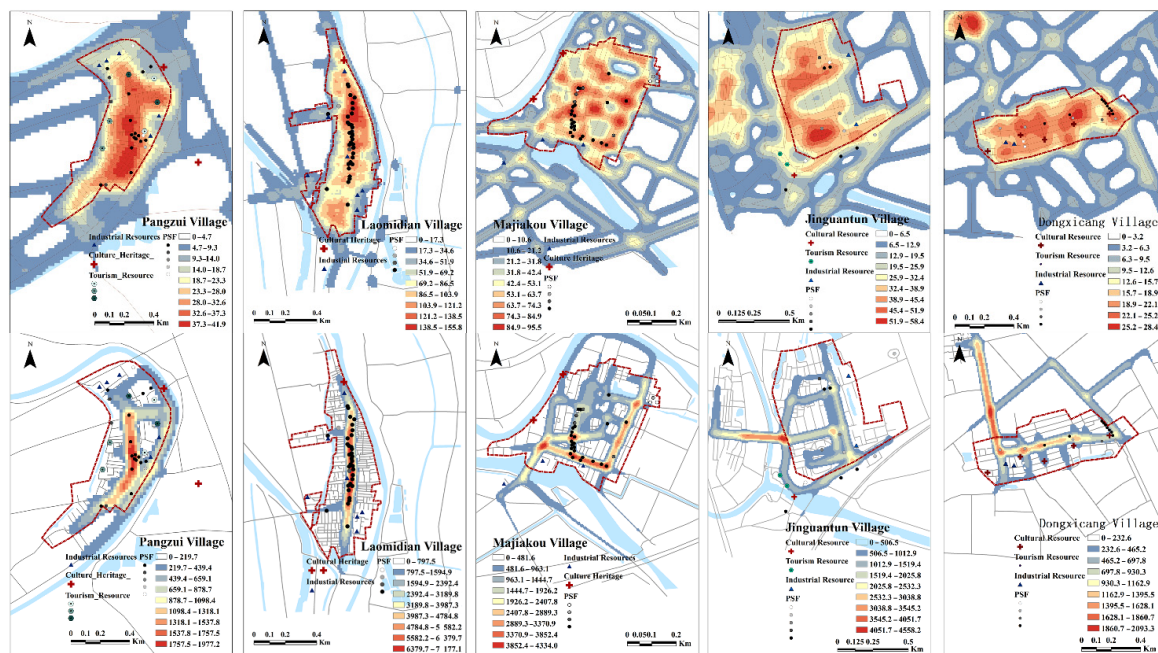 N
Pangzui Village
Industrial Resources PSF
Culture_Heritage_
Tourism_Resource
0 – 4.7
4.7 – 9.3
9.3 – 14.0
14.0 – 18.7
18.7 – 23.3
23.3 – 28.0
28.0 – 32.6
32.6 – 37.3
37.3 – 41.9
0 0.2 0.4
Km
N
Laomidian Village
Cultural Heritage PSF
Industrial Resources
0 – 17.3
17.3 – 34.6
34.6 – 51.9
51.9 – 69.2
169.2 – 86.5
86.5 – 103.9
103.9 – 121.2
121.2 – 138.5
138.5 – 155.8
0 0.2 0.4
Km
N
Majiakou Village
Industrial Resources
Culture Heritage
PSF
0 – 10.6
10.6 – 21.2
21.2 – 31.8
31.8 – 42.4
42.4 – 53.1
53.1 – 63.7
63.7 – 74.3
74.3 – 84.9
84.9 – 95.5
0 0.05 0.1 0.2
Km
N
Jinguantun Village
Cultural Resource
Tourism Resource
Industrial Resource
PSF
0 – 6.5
6.5 – 12.9
12.9 – 19.5
19.5 – 25.9
25.9 – 32.4
32.4 – 38.9
38.9 – 45.4
45.4 – 51.9
51.9 – 58.4
0 0.125 0.25 0.5
Km
N
Dongxicang Village
Cultural Resource
Tourism Resource
Industrial Resource
PSF
0 – 3.2
3.2 – 6.3
6.3 – 9.5
9.5 – 12.6
12.6 – 15.7
15.7 – 18.9
18.9 – 22.1
22.1 – 25.2
25.2 – 28.4
0 0.1 0.2 0.4
Km
N
Pangzui Village
Industrial Resources PSF
Culture_Heritage_
Tourism_Resource
0 – 219.7
219.7 – 439.4
439.4 – 659.1
659.1 – 878.7
878.7 – 1098.4
1098.4 – 1318.1
1318.1 – 1537.8
1537.8 – 1757.5
1757.5 – 1977.2
0 0.2 0.4
Km
N
Laomidian Village
Cultural Heritage PSF
Industrial Resources
0 – 797.5
797.5 – 1594.9
1594.9 – 2392.4
2392.4 – 3189.8
3189.8 – 3987.3
3987.3 – 4784.8
4784.8 – 5 582.2
5582.2 – 6 379.7
6379.7 – 7 177.1
0 0.2 0.4
Km
N
Majiakou Village
Industrial Resources
Culture Heritage
PSF
0 – 481.6
481.6 – 963.1
963.1 – 1444.7
1444.7 – 1926.2
1926.2 – 2407.8
2407.8 – 2889.3
2889.3 – 3370.9
3370.9 – 3852.4
3852.4 – 4334.0
0 0.05 0.1 0.2
Km
N
Jinguantun Village
Cultural Resource
Tourism Resource
Industrial Resource
PSF
0 – 506.5
506.5 – 1012.9
1012.9 – 1519.4
1519.4 – 2025.8
2025.8 – 2532.3
2532.3 – 3038.8
3038.8 – 3545.2
3545.2 – 4051.7
4051.7 – 4558.2
0.125 0.25 0.5
Km
N
Dongxicang Village
Cultural Resource
Tourism Resource
Industrial Resource
PSF
0 – 232.6
232.6 – 465.2
465.2 – 697.8
697.8 – 930.3
930.3 – 1162.9
1162.9 – 1395.5
1395.5 – 1628.1
1628.1 – 1860.7
1860.7 – 2093.3
0 0.1 0.2 0.4
Km